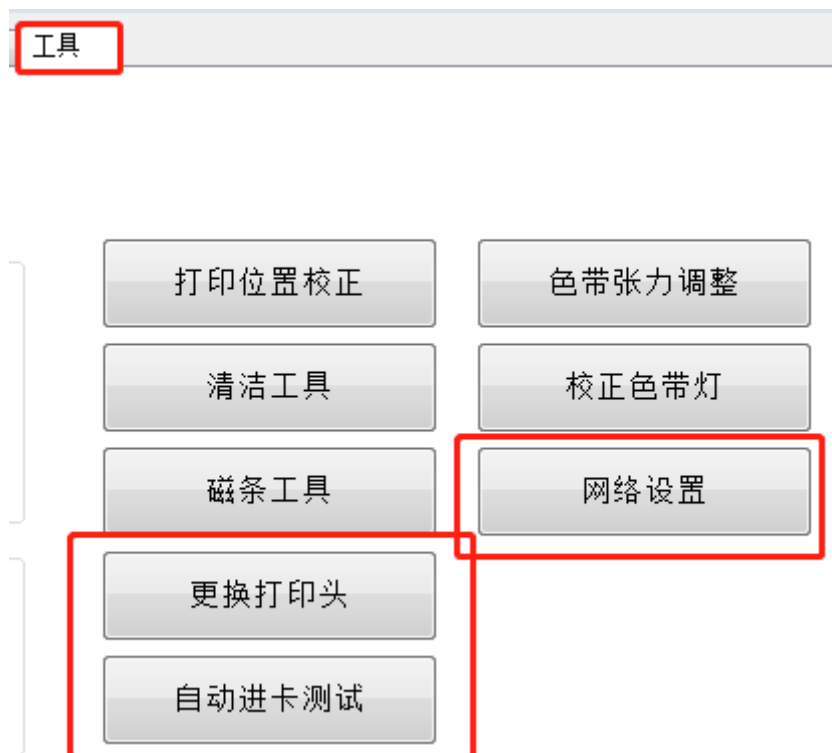 工具
打印位置校正 色带张力调整
清洁工具 校正色带灯
磁条工具 网络设置
更换打印头
自动进卡测试